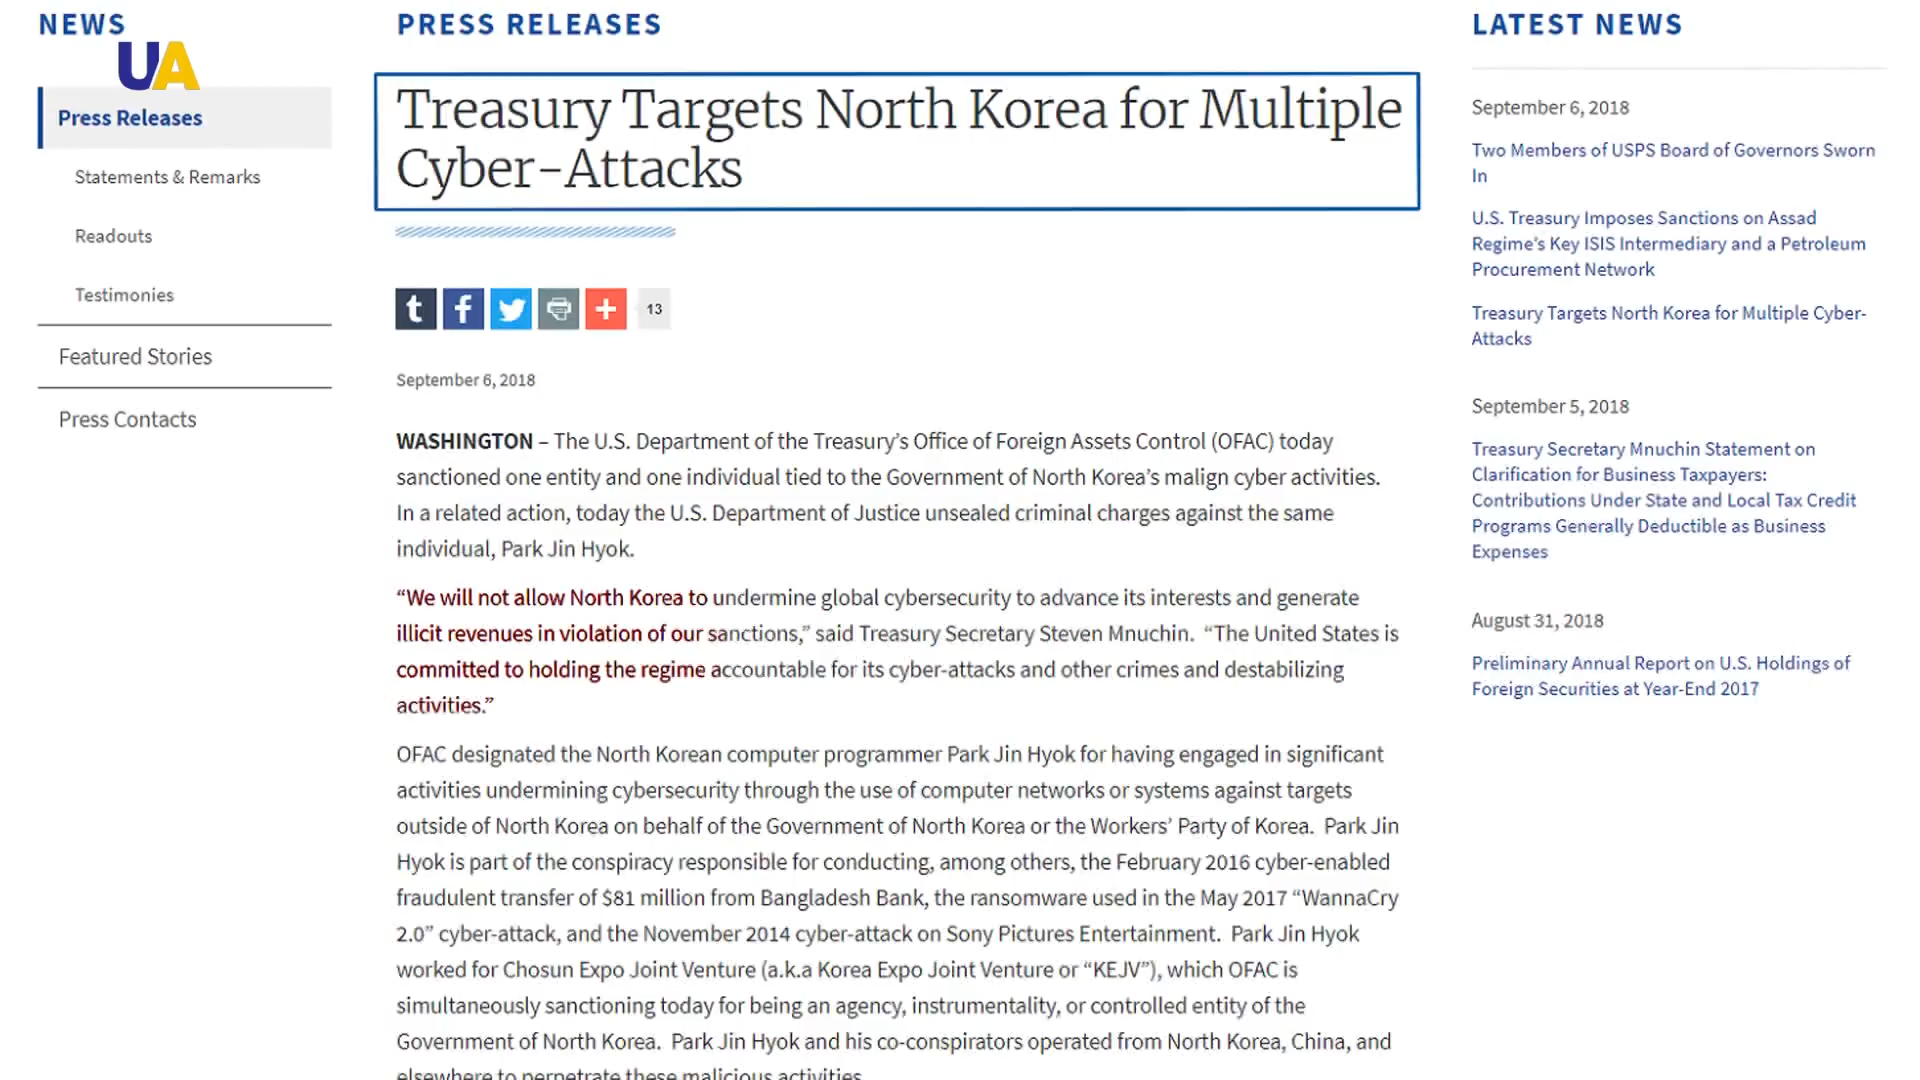 NEWS
UA
Press Releases
Statements & Remarks
Readouts
Testimonies
Featured Stories
Press Contacts
PRESS RELEASES
Treasury Targets North Korea for Multiple
Cyber-Attacks
t f 13
September 6, 2018
WASHINGTON – The U.S. Department of the Treasury’s Office of Foreign Assets Control (OFAC) today
sanctioned one entity and one individual tied to the Government of North Korea’s malign cyber activities.
In a related action, today the U.S. Department of Justice unsealed criminal charges against the same
individual, Park Jin Hyok.
“We will not allow North Korea to undermine global cybersecurity to advance its interests and generate
illicit revenues in violation of our sanctions,” said Treasury Secretary Steven Mnuchin. “The United States is
committed to holding the regime accountable for its cyber-attacks and other crimes and destabilizing
activities.”
OFAC designated the North Korean computer programmer Park Jin Hyok for having engaged in significant
activities undermining cybersecurity through the use of computer networks or systems against targets
outside of North Korea on behalf of the Government of North Korea or the Workers’ Party of Korea. Park Jin
Hyok is part of the conspiracy responsible for conducting, among others, the February 2016 cyber-enabled
fraudulent transfer of $81 million from Bangladesh Bank, the ransomware used in the May 2017 “WannaCry
2.0” cyber-attack, and the November 2014 cyber-attack on Sony Pictures Entertainment. Park Jin Hyok
worked for Chosun Expo Joint Venture (a.k.a Korea Expo Joint Venture or “KEJV”), which OFAC is
simultaneously sanctioning today for being an agency, instrumentality, or controlled entity of the
Government of North Korea. Park Jin Hyok and his co-conspirators operated from North Korea, China, and
elsewhere to perpetrate these malicious activities.
LATEST NEWS
September 6, 2018
Two Members of USPS Board of Governors Sworn
In
U.S. Treasury Imposes Sanctions on Assad
Regime’s Key ISIS Intermediary and a Petroleum
Procurement Network
Treasury Targets North Korea for Multiple Cyber-
Attacks
September 5, 2018
Treasury Secretary Mnuchin Statement on
Clarification for Business Taxpayers:
Contributions Under State and Local Tax Credit
Programs Generally Deductible as Business
Expenses
August 31, 2018
Preliminary Annual Report on U.S. Holdings of
Foreign Securities at Year-End 2017